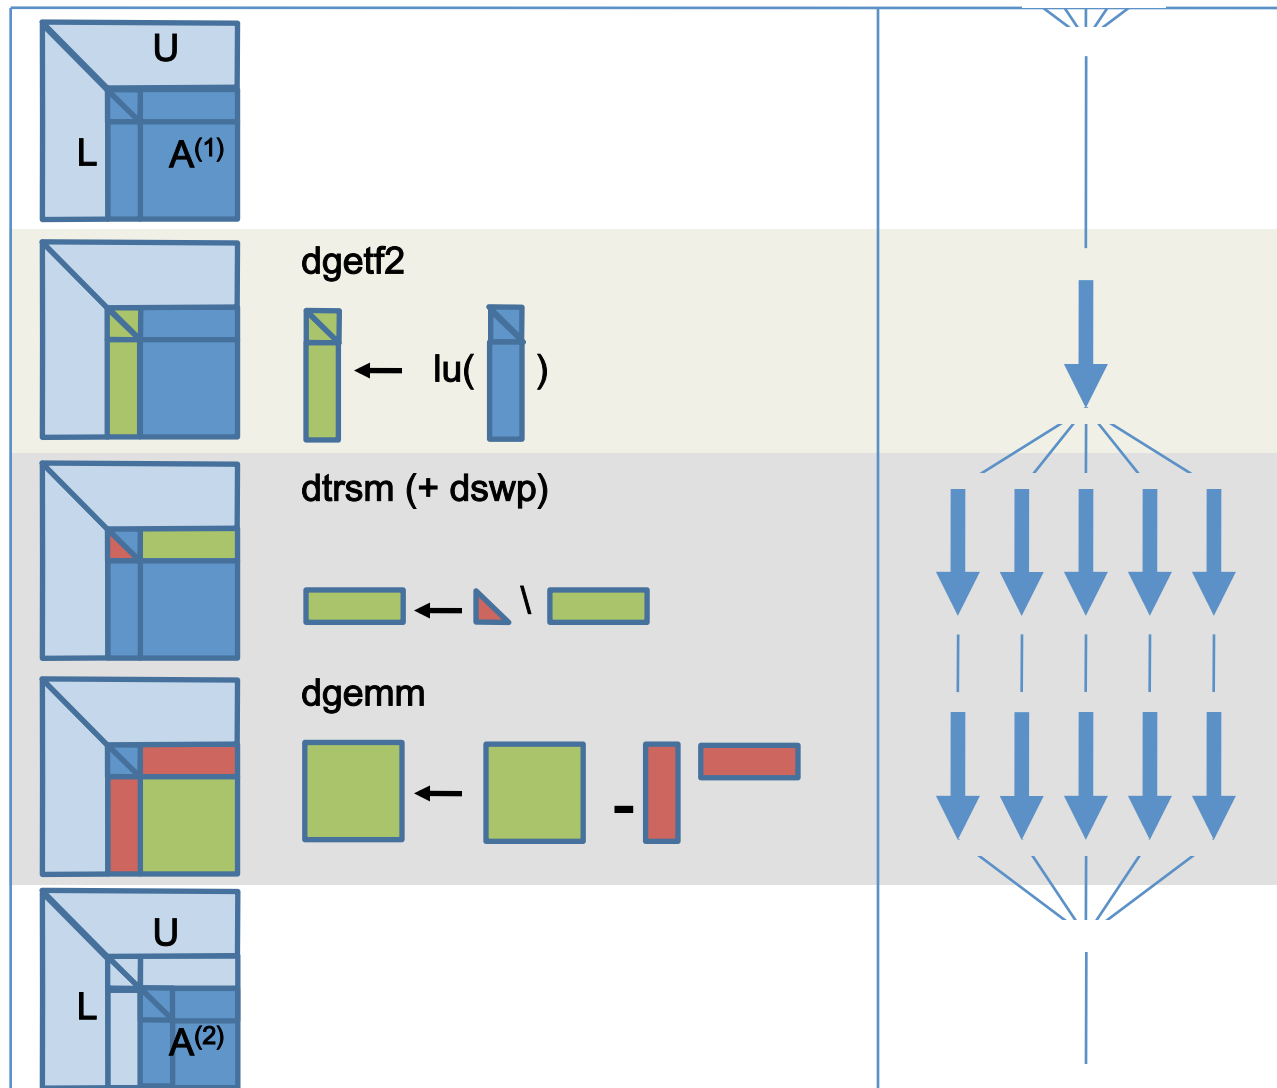 U
L
A(1)
dgetf2
lu( )
dtrsm (+ dswp)
\
dgemm
-
U
L
A(2)